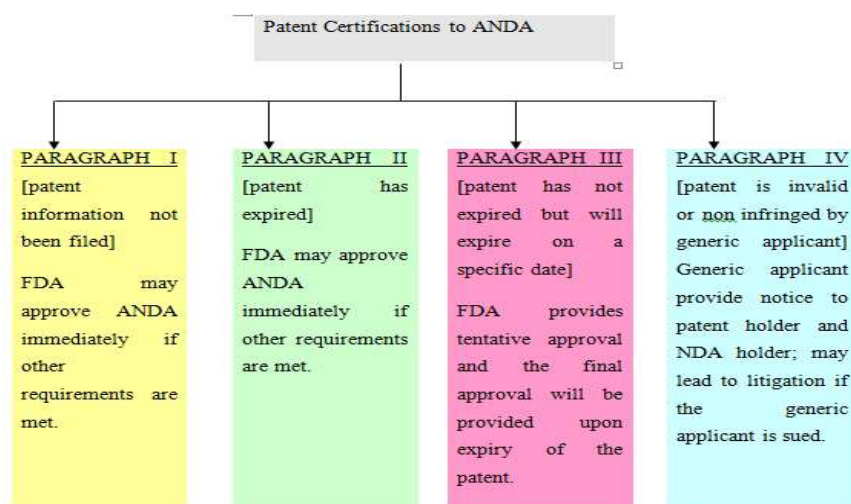 Patent Certifications to ANDA
PARAGRAPH I
[patent
information not
been filed]
FDA may
approve ANDA
immediately if
other
requirements are
met.
PARAGRAPH II
[patent has
expired]
FDA may approve
ANDA
immediately if
other requirements
are met.
PARAGRAPH III
[patent has not
expired but will
expire on a
specific date]
FDA provides
tentative approval
and the final
approval will be
provided upon
expiry of the
patent.
PARAGRAPH IV
[patent is invalid
or non infringed by
generic applicant]
Generic applicant
provide notice to
patent holder and
NDA holder; may
lead to litigation if
the generic
applicant is sued.